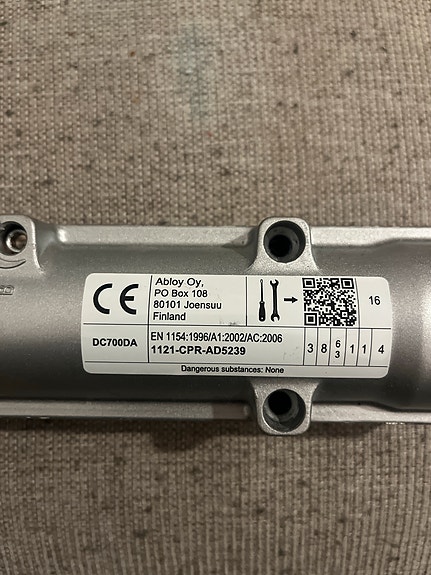 CE
Abloy Oy,
PO Box 108
80101 Joensuu
Finland
16
DC700DA
EN 1154:1996/A1:2002/AC:2006
1121-CPR-AD5239
3 8 6 3 1 1 4
Dangerous substances: None